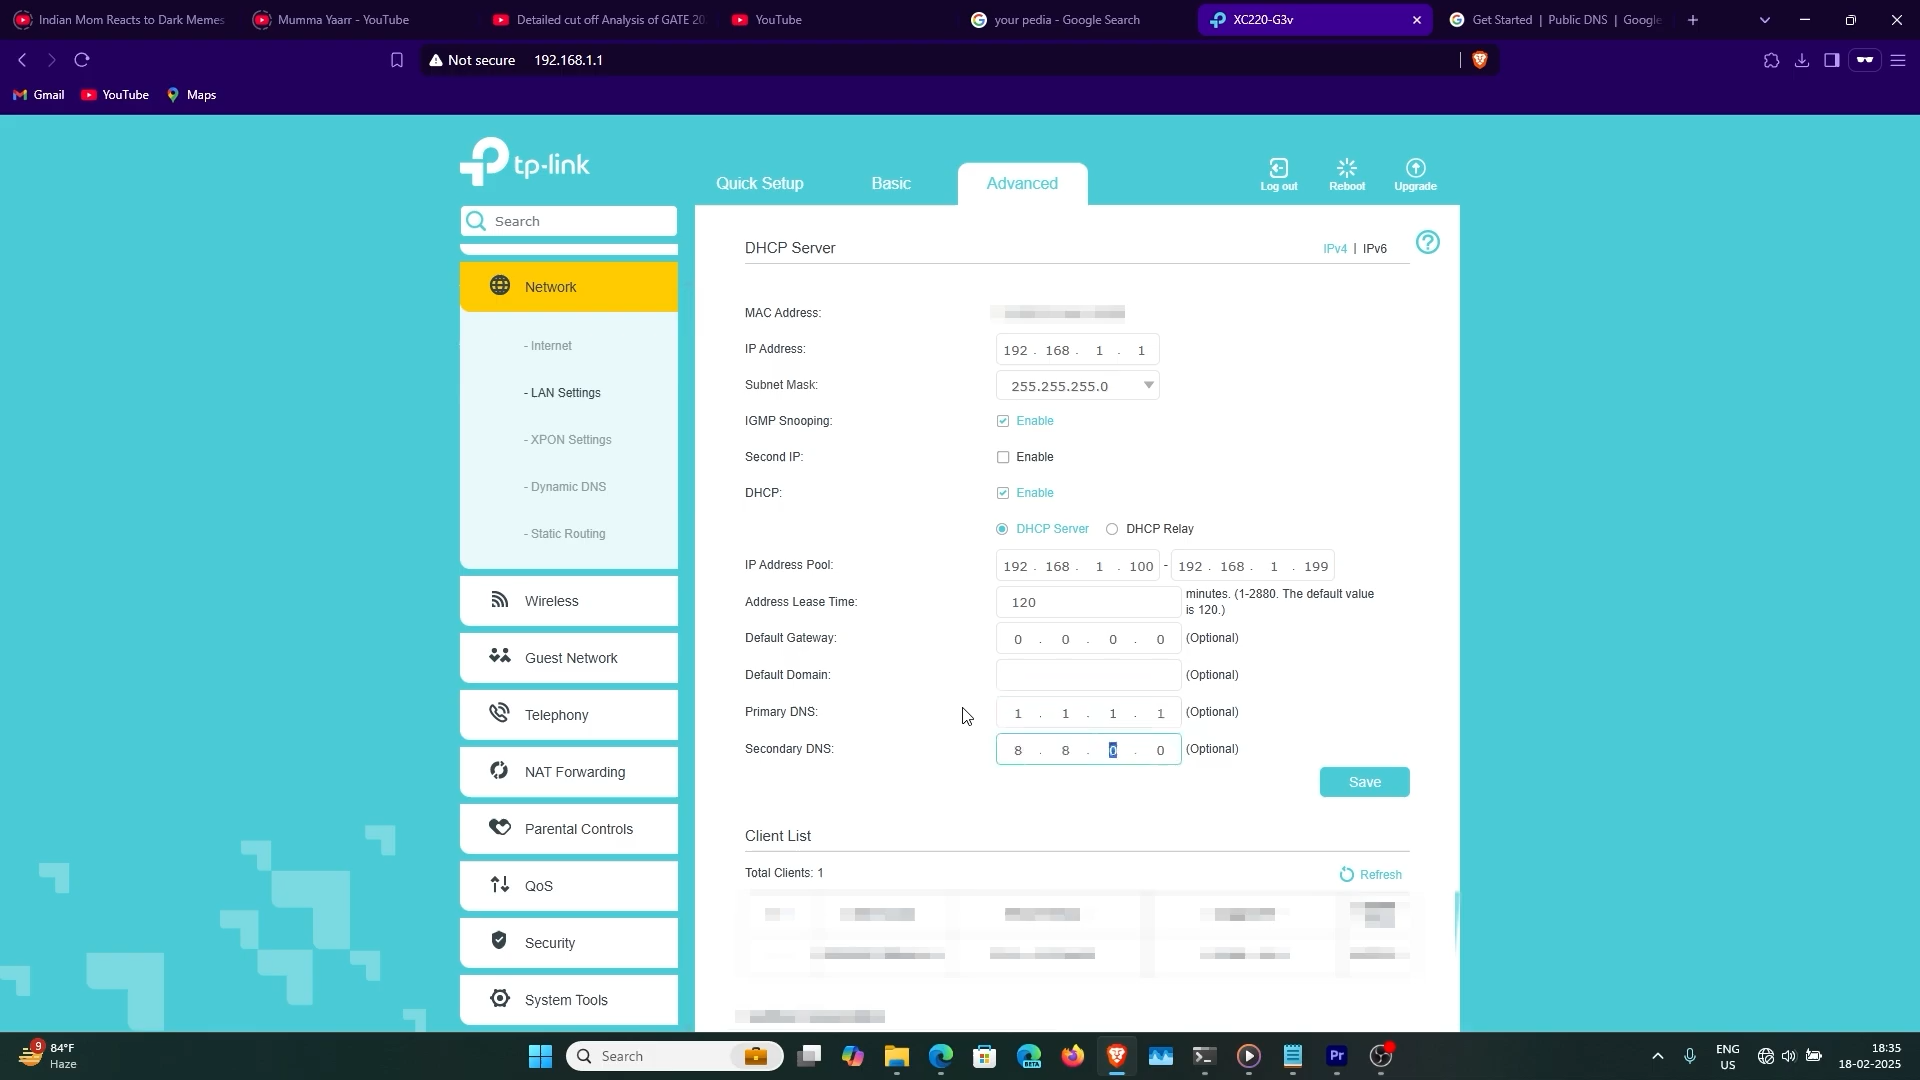 Indian Mom Reacts to Dark Memes
Mumma Yaarr - YouTube
Detailed cut off Analysis of GATE 20
YouTube
your pedia - Google Search
XC220-G3v
Get Started | Public DNS | Google
Not secure 192.168.1.1
Gmail YouTube Maps
tp-link
Quick Setup Basic Advanced
Log out Reboot Upgrade
Search
DHCP Server IPv4 | IPv6
Network
- Internet
- LAN Settings
- XPON Settings
- Dynamic DNS
- Static Routing
Wireless
Guest Network
Telephony
NAT Forwarding
Parental Controls
QoS
Security
System Tools
MAC Address:
IP Address: 192 . 168 . 1 . 1
Subnet Mask: 255.255.255.0
IGMP Snooping: Enable
Second IP: Enable
DHCP: Enable
DHCP Server DHCP Relay
IP Address Pool: 192 . 168 . 1 . 100 - 192 . 168 . 1 . 199
Address Lease Time: 120 minutes. (1-2880. The default value
is 120.)
Default Gateway: 0 . 0 . 0 . 0 (Optional)
Default Domain: (Optional)
Primary DNS: 1 . 1 . 1 . 1 (Optional)
Secondary DNS: 8 . 8 . 0 . 0 (Optional)
Save
Client List
Total Clients: 1 Refresh
9 84°F
Haze
Search
BETA
Pr
ENG
US
18:35
18-02-2025